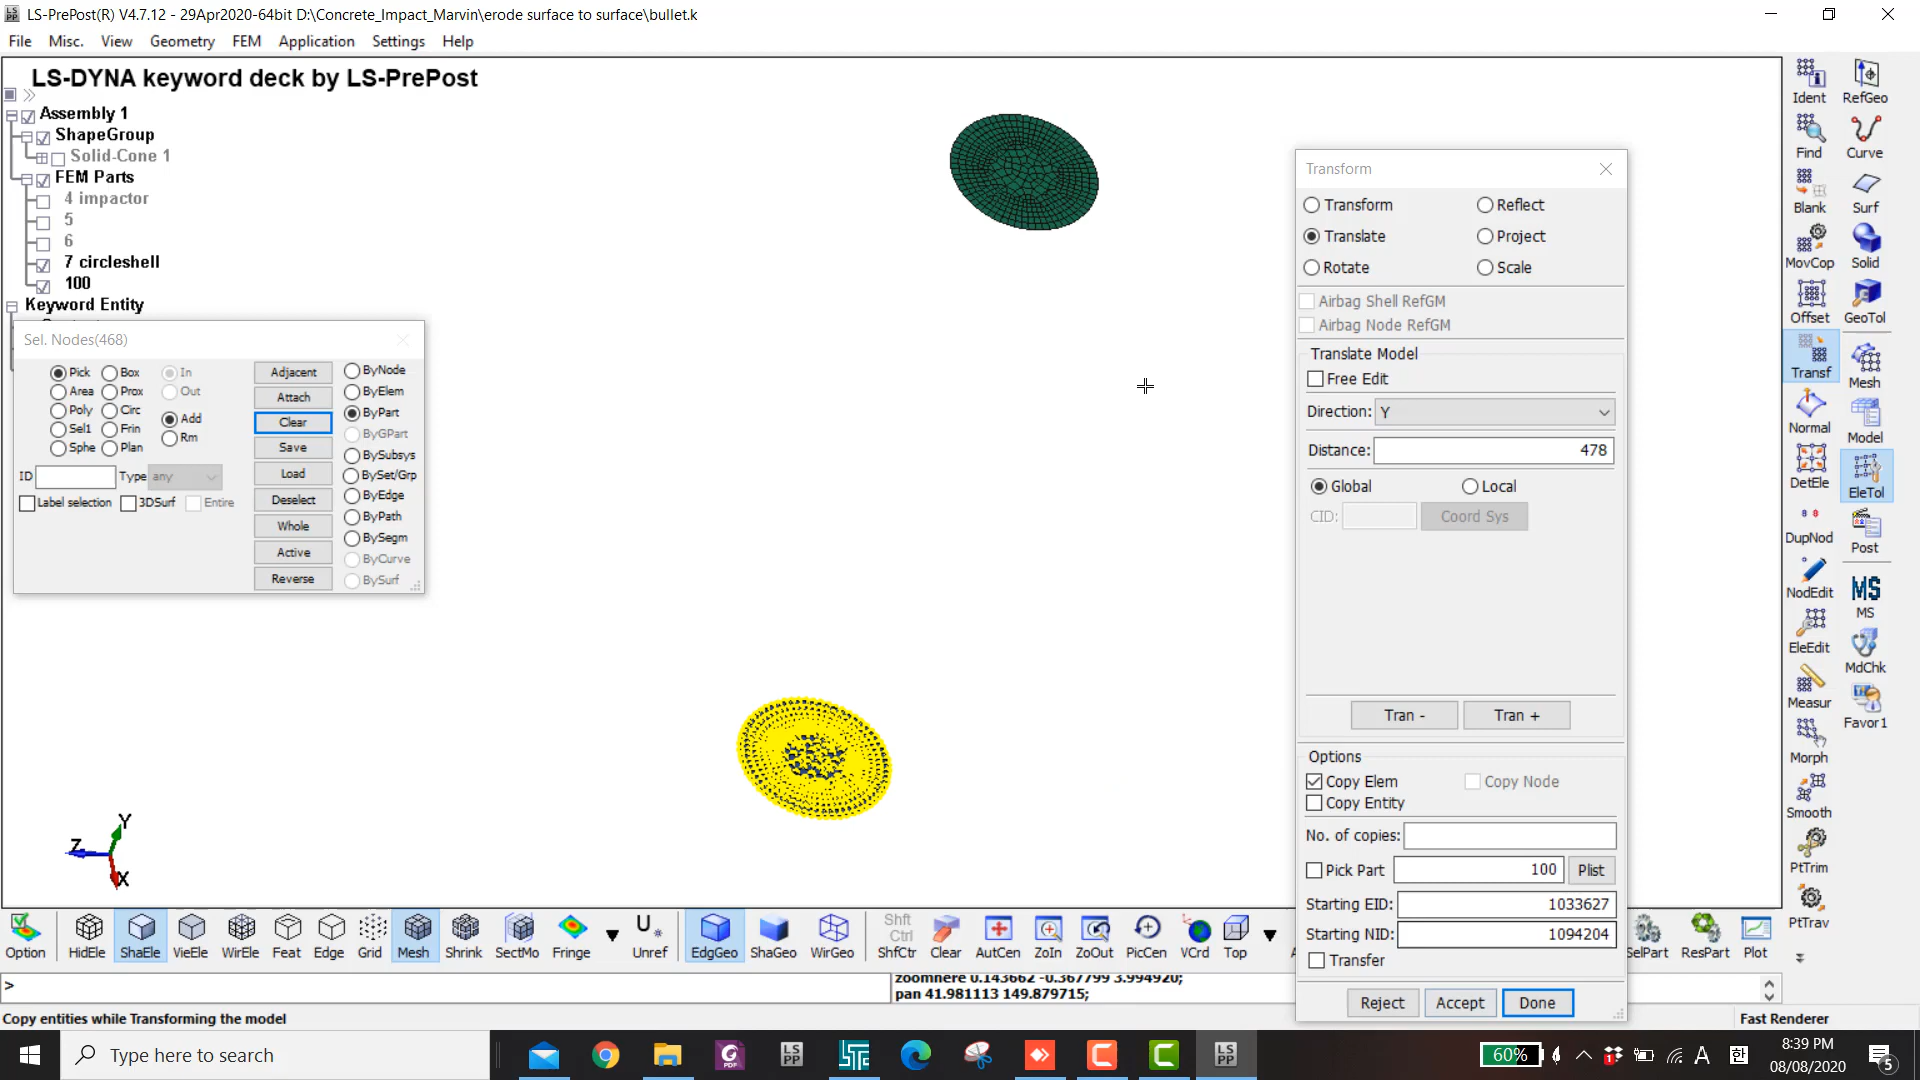 LS-PrePost(R) V4.7.12 - 29Apr2020-64bit D:\Concrete_Impact_Marvin\erode surface to surface\bullet.k
File Misc. View Geometry FEM Application Settings Help
LS-DYNA keyword deck by LS-PrePost
Assembly 1
ShapeGroup
Solid-Cone 1
FEM Parts
4 impactor
5
6
7 circleshell
100
Keyword Entity
Sel. Nodes(468)
Pick Box In
Area Prox Out
Poly Circ
Sel1 Frin
Sphe Plan
Add
Rm
ID Type any
Label selection 3DSurf Entire
Adjacent
Attach
Clear
Save
Load
Deselect
Whole
Active
Reverse
ByNode
ByElem
ByPart
ByGPart
BySubsys
BySet/Grp
ByEdge
ByPath
BySegm
ByCurve
BySurf
Y
Z
X
Transform
Transform Reflect
Translate Project
Rotate Scale
Airbag Shell RefGM
Airbag Node RefGM
Translate Model
Free Edit
Direction: Y
Distance: 478
Global Local
CID: Coord Sys
Tran - Tran +
Options
Copy Elem Copy Node
Copy Entity
No. of copies:
Pick Part 100 Plist
Starting EID: 1033627
Starting NID: 1094204
Transfer
Reject Accept Done
Ident RefGeo
Find Curve
Blank Surf
MovCop Solid
Offset GeoTol
Transf Mesh
Normal Model
DetEle EleTol
DupNod Post
NodEdit MS
MS
EleEdit MdChk
Measur Favor1
Morph
Smooth
PtTrim
PtTrav
Shft
Ctrl
Option HidEle ShaEle VieEle WirEle Feat Edge Grid Mesh Shrink SectMo Fringe Unref EdgGeo ShaGeo WirGeo ShfCtr Clear AutCen ZoIn ZoOut PicCen VCrd Top SelPart ResPart Plot
zoomnere 0.143662 -0.367799 3.994920;
> pan 41.981113 149.879715;
Copy entities while Transforming the model Fast Renderer
Type here to search
60%
A
한
8:39 PM
08/08/2020
5